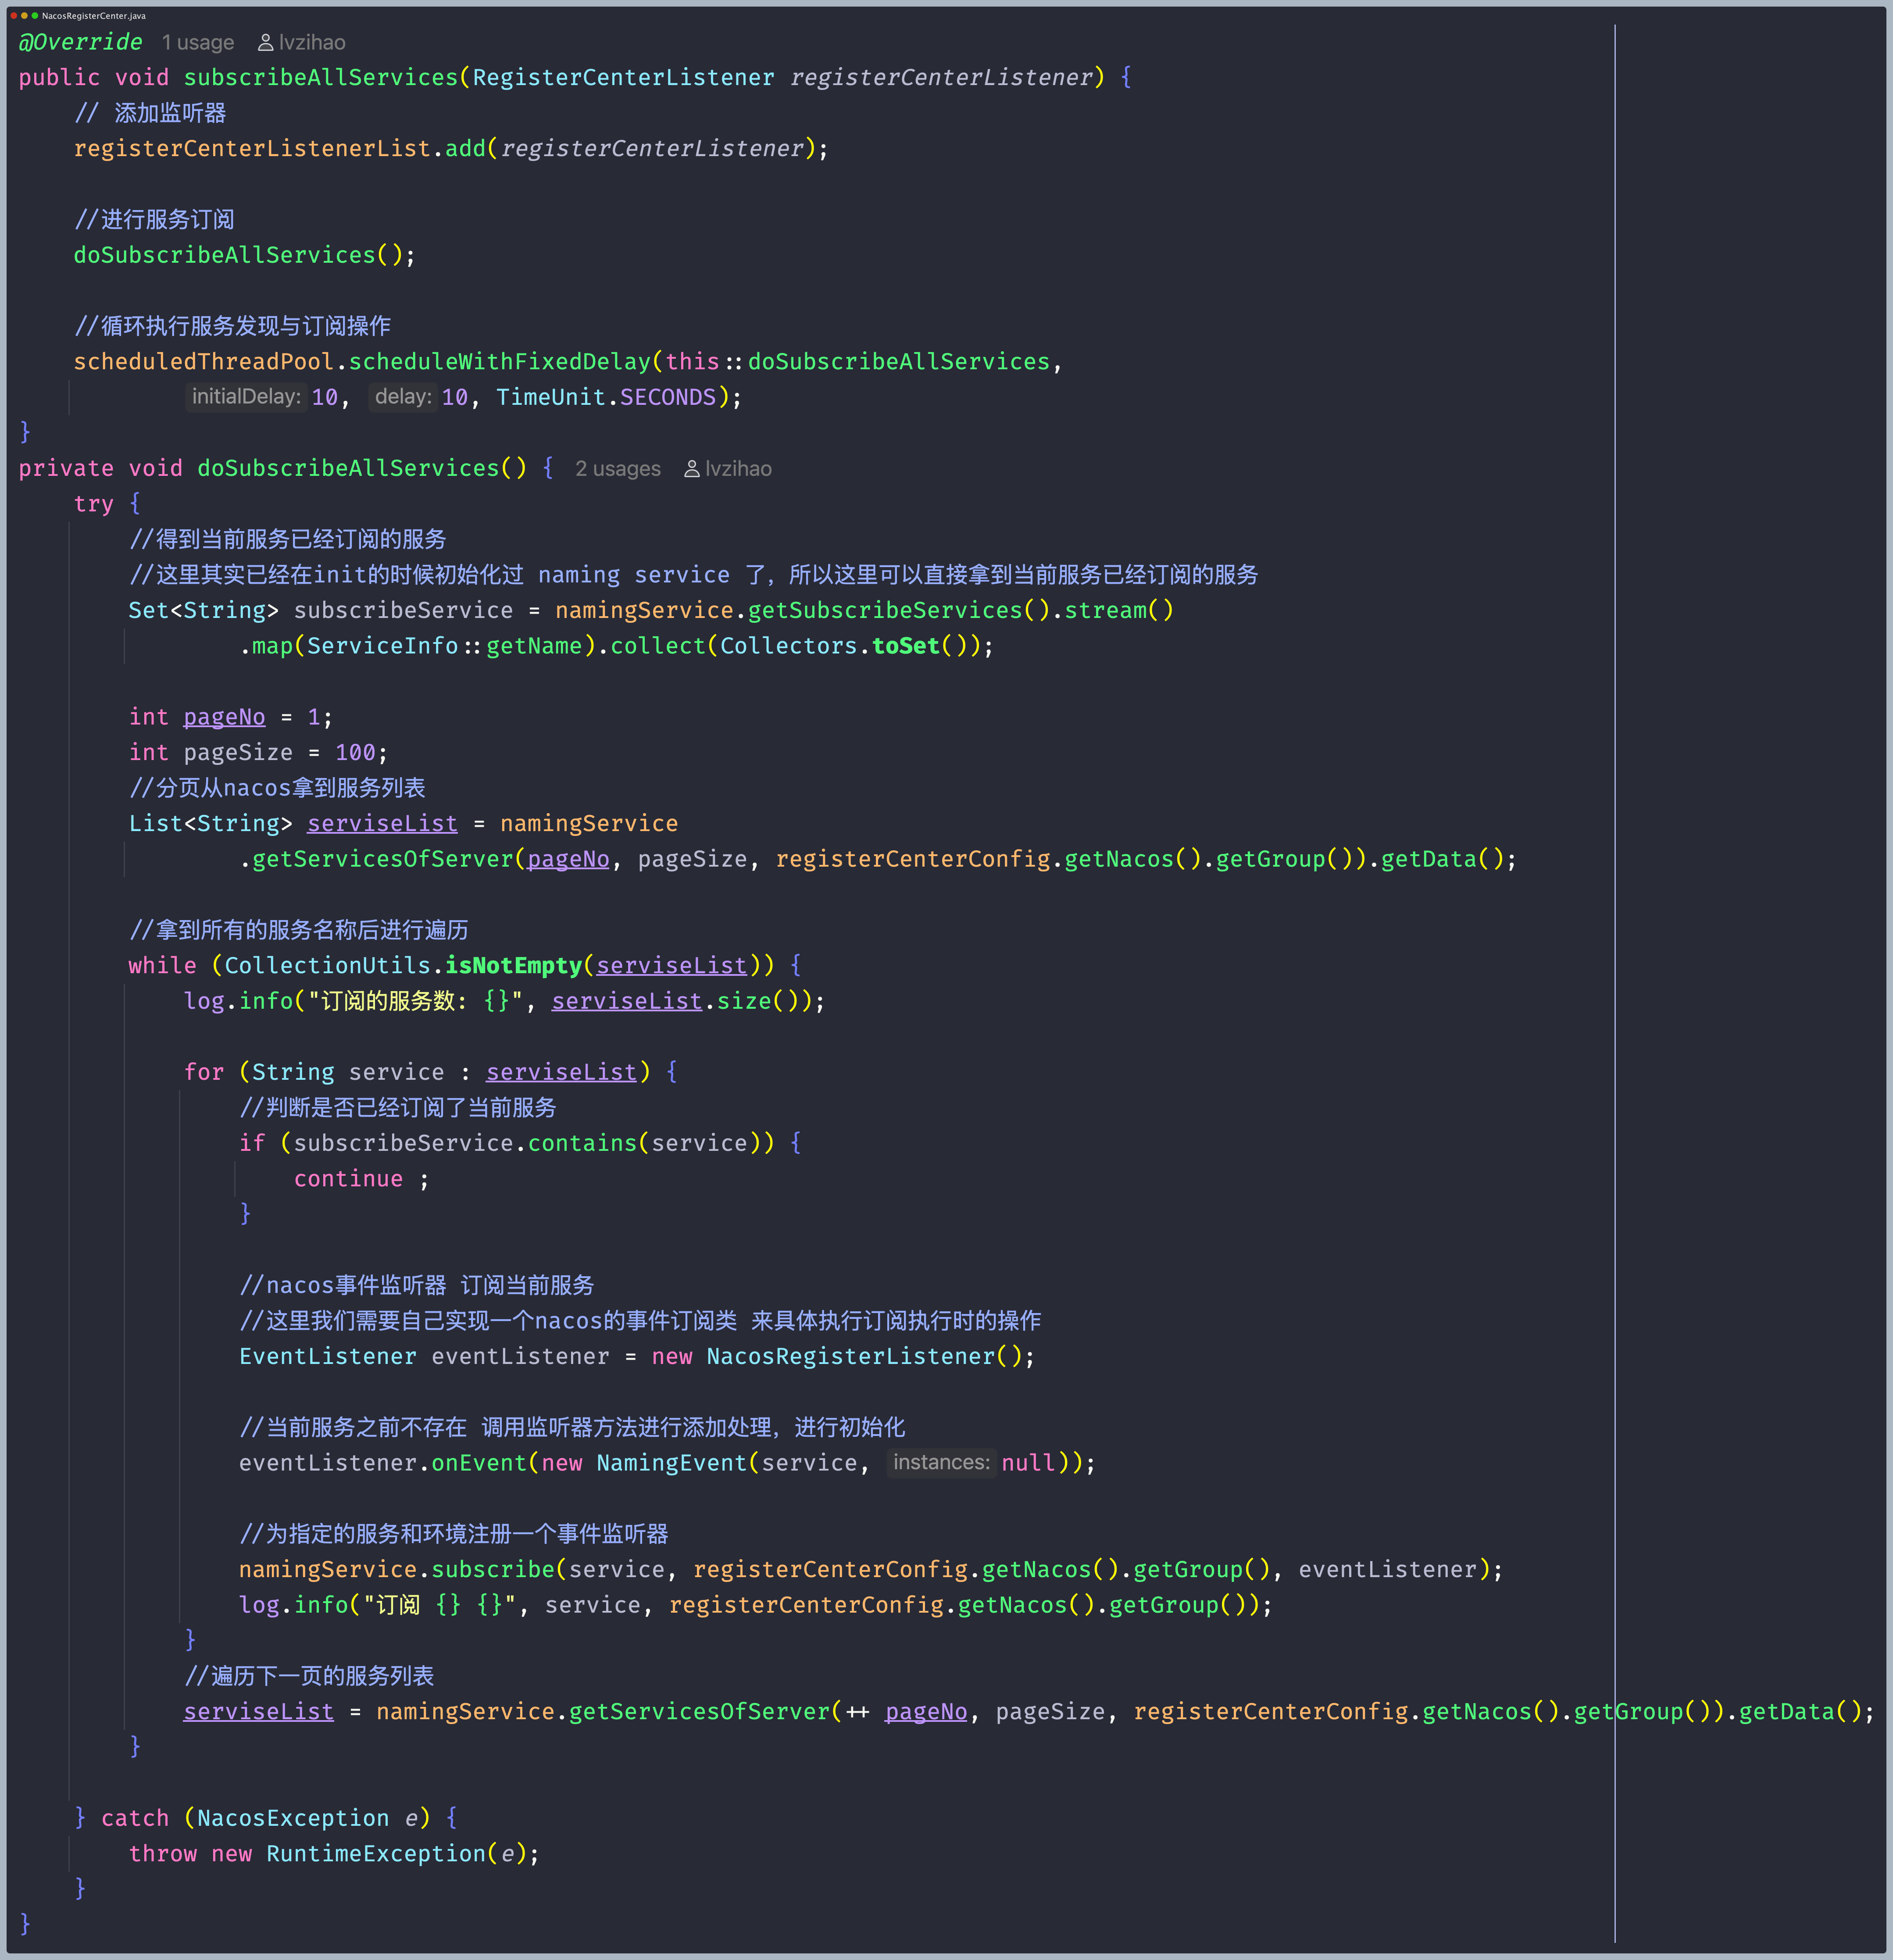 NacosRegisterCenter.java
@Override 1 usage lvzihao
public void subscribeAllServices(RegisterCenterListener registerCenterListener) {
// 添加监听器
registerCenterListenerList.add(registerCenterListener);
//进行服务订阅
doSubscribeAllServices();
//循环执行服务发现与订阅操作
scheduledThreadPool.scheduleWithFixedDelay(this::doSubscribeAllServices,
initialDelay: 10, delay: 10, TimeUnit.SECONDS);
}
private void doSubscribeAllServices() { 2 usages lvzihao
try {
//得到当前服务已经订阅的服务
//这里其实已经在init的时候初始化过 naming service 了，所以这里可以直接拿到当前服务已经订阅的服务
Set<String> subscribeService = namingService.getSubscribeServices().stream()
.map(ServiceInfo::getName).collect(Collectors.toSet());
int pageNo = 1;
int pageSize = 100;
//分页从nacos拿到服务列表
List<String> serviseList = namingService
.getServicesOfServer(pageNo, pageSize, registerCenterConfig.getNacos().getGroup()).getData();
//拿到所有的服务名称后进行遍历
while (CollectionUtils.isNotEmpty(serviseList)) {
log.info("订阅的服务数: {}", serviseList.size());
for (String service : serviseList) {
//判断是否已经订阅了当前服务
if (subscribeService.contains(service)) {
continue ;
}
//nacos事件监听器 订阅当前服务
//这里我们需要自己实现一个nacos的事件订阅类 来具体执行订阅执行时的操作
EventListener eventListener = new NacosRegisterListener();
//当前服务之前不存在 调用监听器方法进行添加处理，进行初始化
eventListener.onEvent(new NamingEvent(service, instances: null));
//为指定的服务和环境注册一个事件监听器
namingService.subscribe(service, registerCenterConfig.getNacos().getGroup(), eventListener);
log.info("订阅 {} {}", service, registerCenterConfig.getNacos().getGroup());
}
//遍历下一页的服务列表
serviseList = namingService.getServicesOfServer(++ pageNo, pageSize, registerCenterConfig.getNacos().getGroup()).getData();
}
} catch (NacosException e) {
throw new RuntimeException(e);
}
}